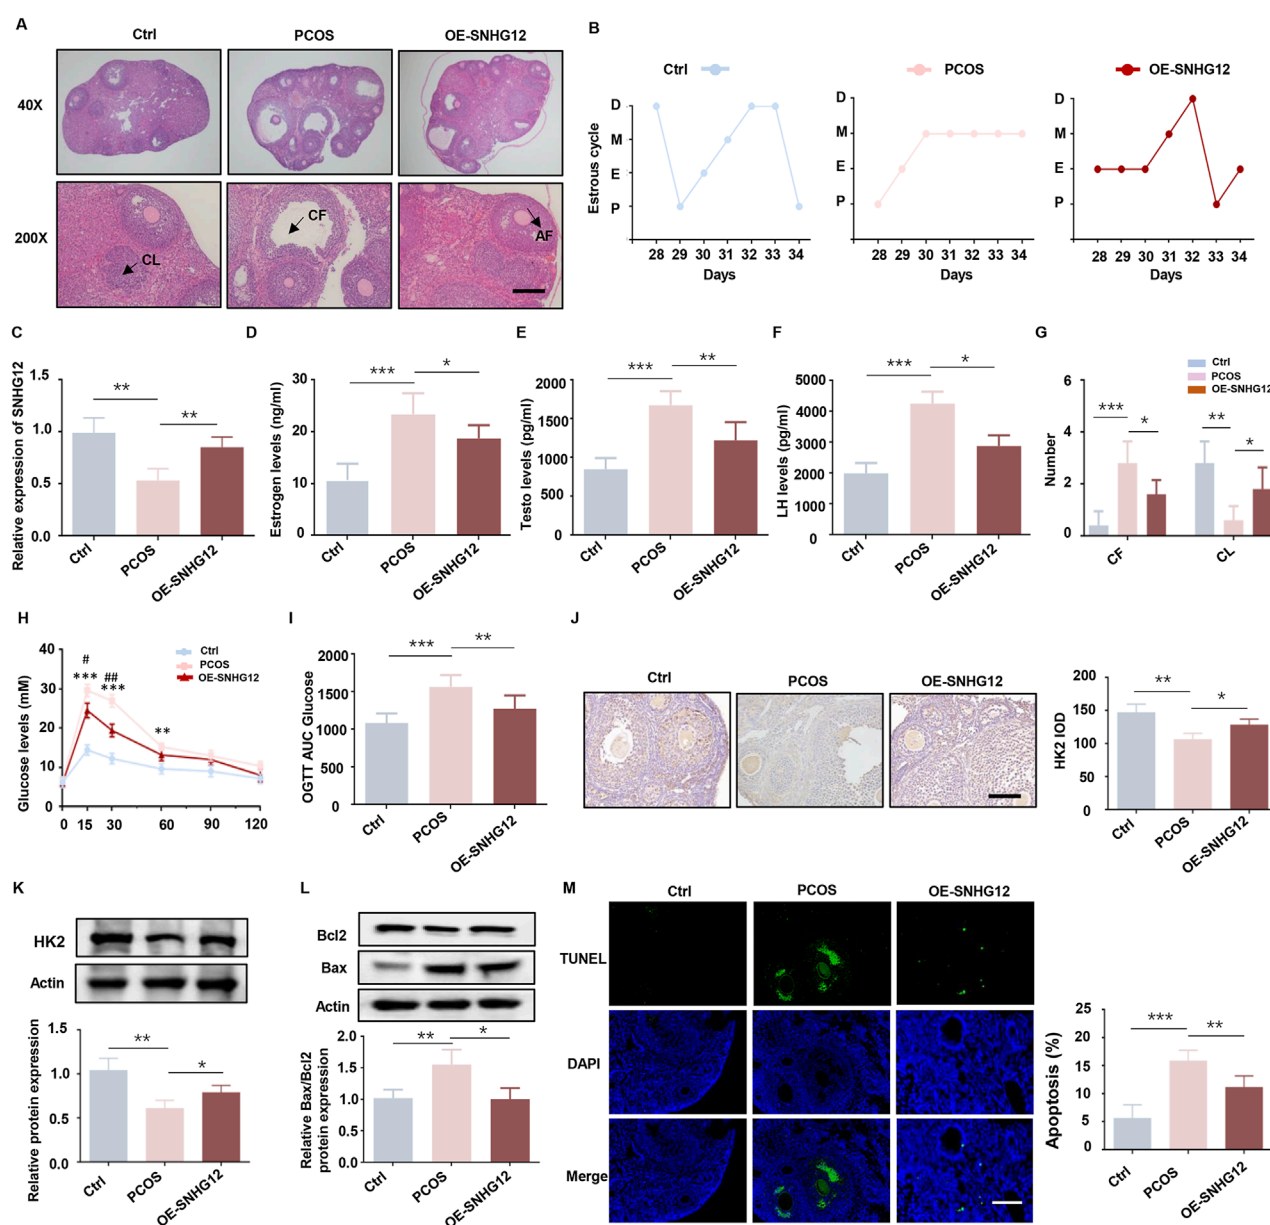 A
Ctrl
PCOS
OE-SNHG12
40X
200X
CL
CF
AF
B
Ctrl
PCOS
OE-SNHG12
Estrous cycle
D
M
E
P
28 29 30 31 32 33 34
Days
D
M
E
P
28 29 30 31 32 33 34
Days
D
M
E
P
28 29 30 31 32 33 34
Days
C
Relative expression of SNHG12
1.5
1.0
0.5
0.0
**
**
Ctrl
PCOS
OE-SNHG12
D
Estrogen levels (ng/ml)
30
20
10
0
***
*
Ctrl
PCOS
OE-SNHG12
E
Testo levels (pg/ml)
2000
1500
1000
500
0
***
**
Ctrl
PCOS
OE-SNHG12
F
LH levels (pg/ml)
5000
4000
3000
2000
1000
0
***
*
Ctrl
PCOS
OE-SNHG12
G
Ctrl
PCOS
OE-SNHG12
Number
6
4
2
0
***
*
**
*
CF
CL
H
Glucose levels (mM)
40
30
20
10
0
Ctrl
PCOS
OE-SNHG12
#
***
##
***
**
0 15 30 60 90 120
I
OGTT AUC Glucose
2000
1500
1000
500
0
***
**
Ctrl
PCOS
OE-SNHG12
J
Ctrl
PCOS
OE-SNHG12
HK2 IOD
200
150
100
50
0
**
*
Ctrl
PCOS
OE-SNHG12
K
HK2
Actin
Relative protein expression
1.5
1.0
0.5
0.0
**
*
Ctrl
PCOS
OE-SNHG12
L
Bcl2
Bax
Actin
Relative Bax/Bcl2
protein expression
2.0
1.5
1.0
0.5
0.0
**
*
Ctrl
PCOS
OE-SNHG12
M
Ctrl
PCOS
OE-SNHG12
TUNEL
DAPI
Merge
Apoptosis (%)
25
20
15
10
5
0
***
**
Ctrl
PCOS
OE-SNHG12